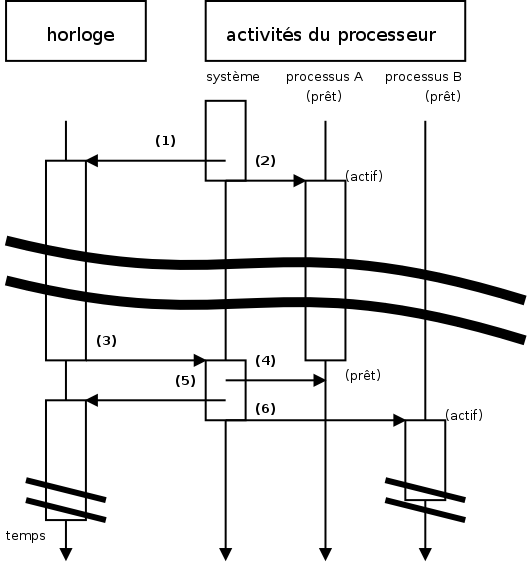 horloge
activités du processeur
système
processus A
processus B
(prêt)
(prêt)
(1)
(2)
(actif)
(3)
(4)
(prêt)
(5)
(6)
(actif)
temps